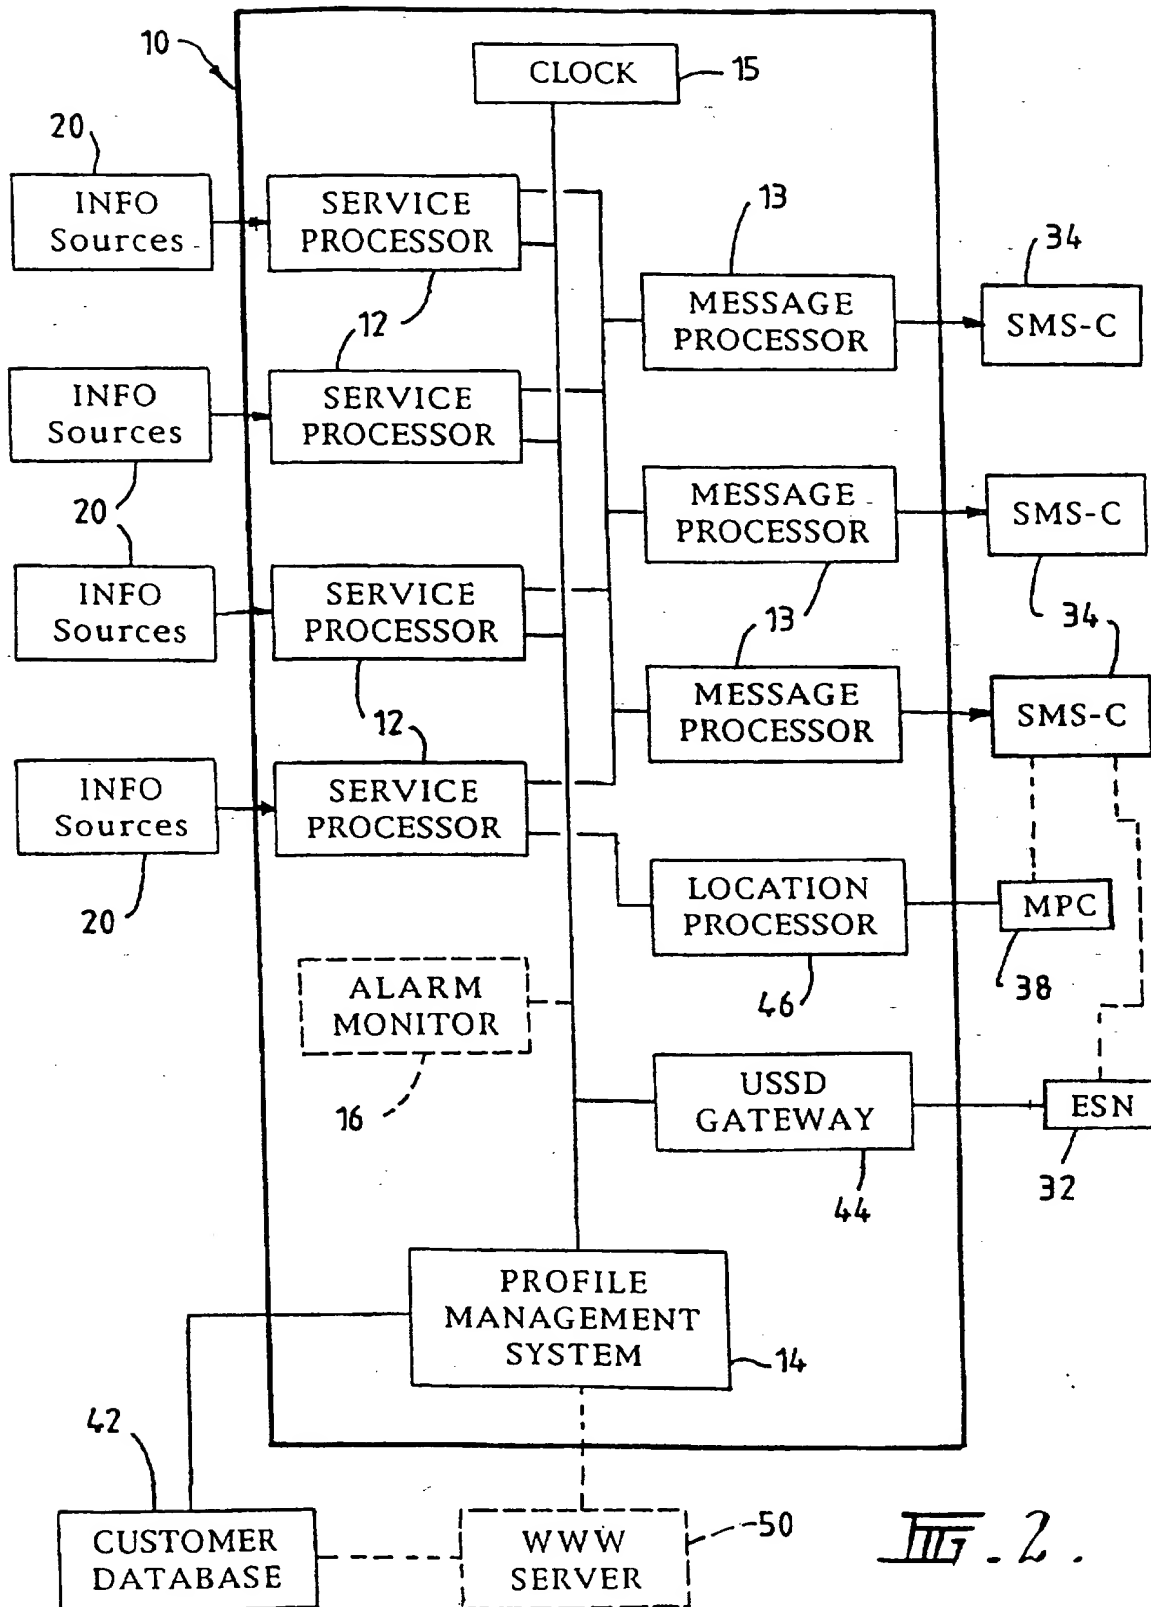 10
CLOCK
15
20
INFO
Sources
SERVICE
PROCESSOR
13
34
MESSAGE
PROCESSOR
SMS-C
12
INFO
Sources
SERVICE
PROCESSOR
20
MESSAGE
PROCESSOR
SMS-C
INFO
Sources
SERVICE
PROCESSOR
13
34
MESSAGE
PROCESSOR
SMS-C
12
INFO
Sources
SERVICE
PROCESSOR
20
LOCATION
PROCESSOR
MPC
46
38
ALARM
MONITOR
16
USSD
GATEWAY
ESN
44
32
PROFILE
MANAGEMENT
SYSTEM
14
42
CUSTOMER
DATABASE
WWW
SERVER
50
FIG. 2.